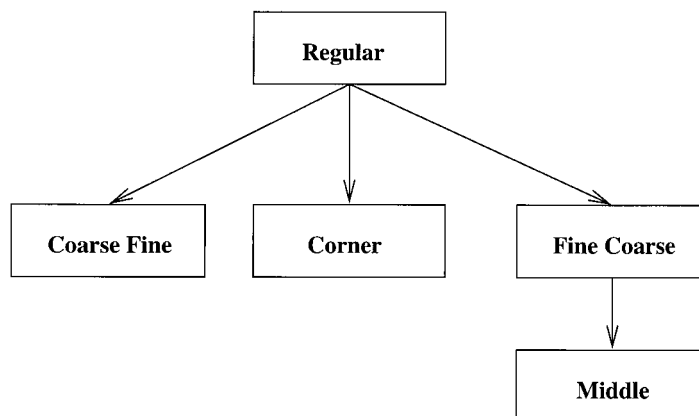 Regular
Coarse Fine
Corner
Fine Coarse
Middle